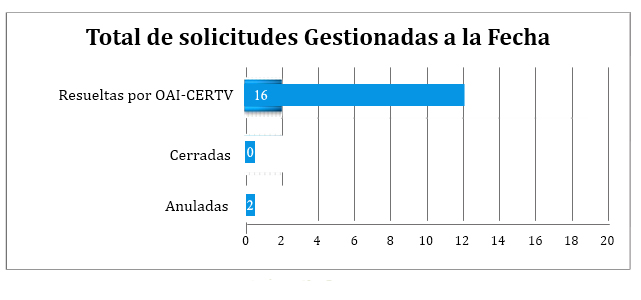 Total de solicitudes Gestionadas a la Fecha
Resueltas por OAI-CERTV 16
Cerradas 0
Anuladas 2
0 2 4 6 8 10 12 14 16 18 20